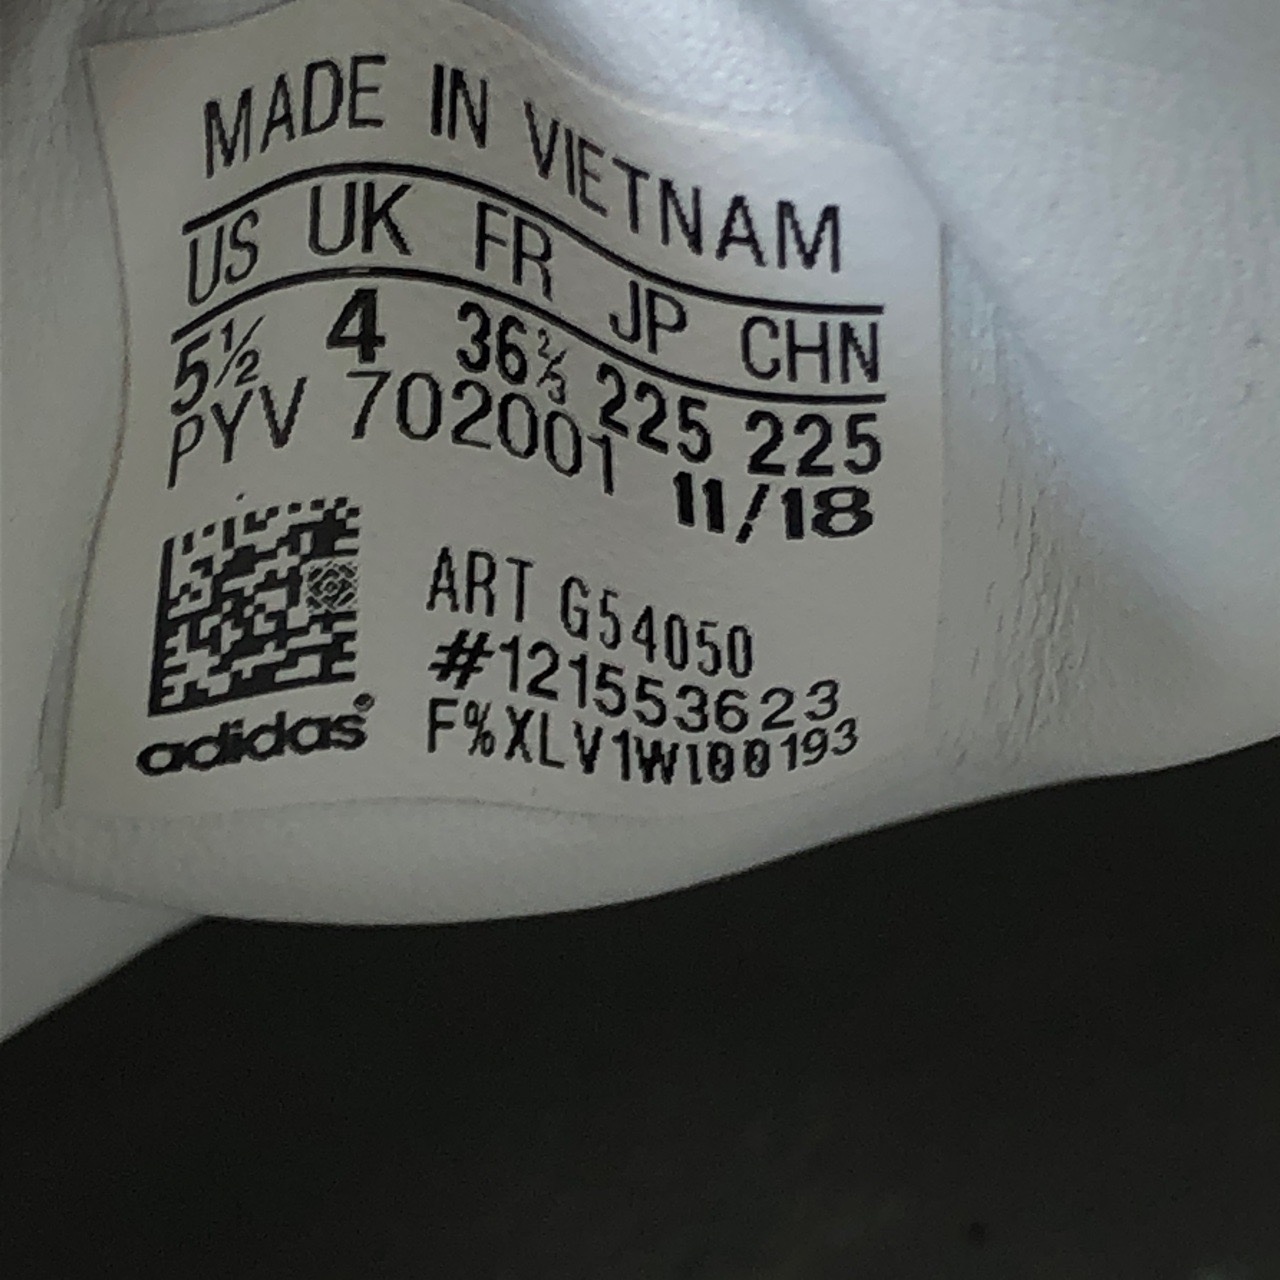 MADE IN VIETNAM
US UK FR JP CHN
5½ 4 36⅔ 225 225
PYV 702001 11/18
ART G54050
#121553623
F%XLV1W100193
adidas®